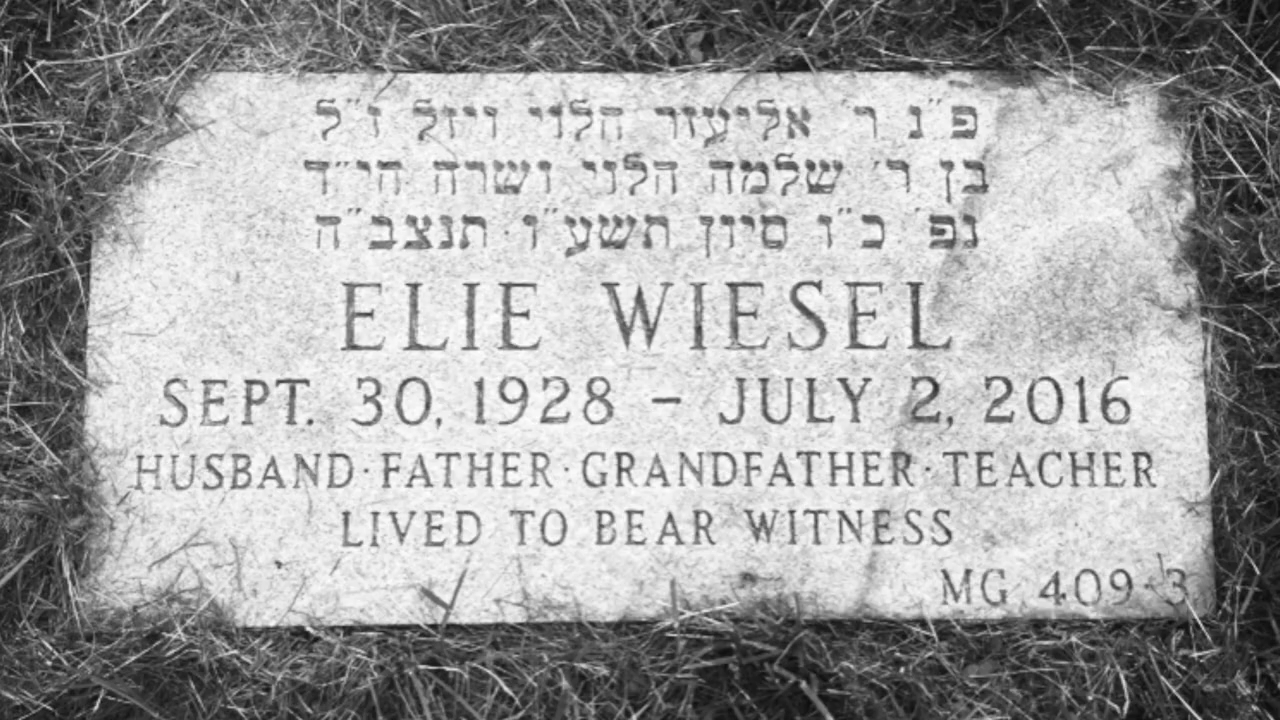 פ״נ ר׳ אליעזר הלוי ויזל ז״ל
בן ר׳ שלמה הלוי ושרה הי״ד
נפ׳ כ״ו סיון תשע״ו תנצב״ה
ELIE WIESEL
SEPT. 30, 1928 – JULY 2, 2016
HUSBAND · FATHER · GRANDFATHER · TEACHER
LIVED TO BEAR WITNESS
MG 409-3